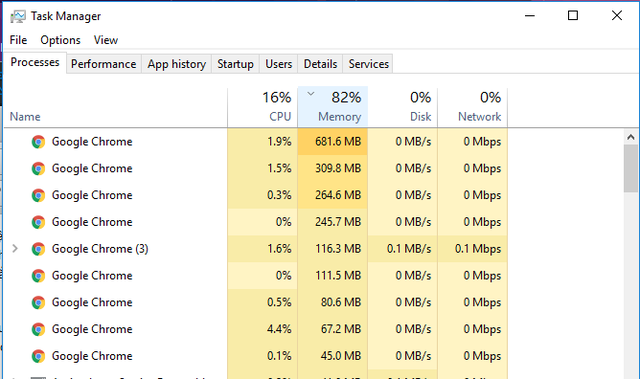 Task Manager
File Options View
Processes Performance App history Startup Users Details Services
16% 82% 0% 0%
Name CPU Memory Disk Network
Google Chrome 1.9% 681.6 MB 0 MB/s 0 Mbps
Google Chrome 1.5% 309.8 MB 0 MB/s 0 Mbps
Google Chrome 0.3% 264.6 MB 0 MB/s 0 Mbps
Google Chrome 0% 245.7 MB 0 MB/s 0 Mbps
Google Chrome (3) 1.6% 116.3 MB 0.1 MB/s 0.1 Mbps
Google Chrome 0% 111.5 MB 0 MB/s 0 Mbps
Google Chrome 0.5% 80.6 MB 0 MB/s 0 Mbps
Google Chrome 4.4% 67.2 MB 0 MB/s 0 Mbps
Google Chrome 0.1% 45.0 MB 0 MB/s 0 Mbps